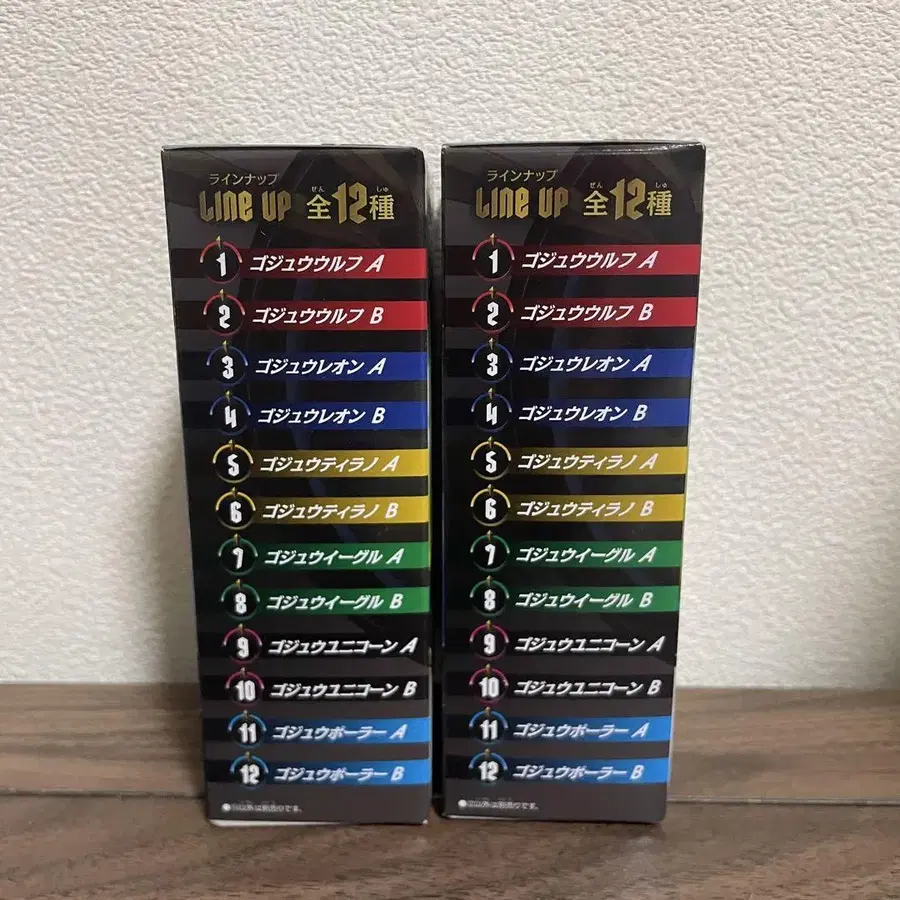 ラインナップ
LINE UP 全12種
ぜん しゅ
1 ゴジュウウルフ A
2 ゴジュウウルフ B
3 ゴジュウレオン A
4 ゴジュウレオン B
5 ゴジュウティラノ A
6 ゴジュウティラノ B
7 ゴジュウイーグル A
8 ゴジュウイーグル B
9 ゴジュウユニコーン A
10 ゴジュウユニコーン B
11 ゴジュウポーラー A
12 ゴジュウポーラー B
ラインナップ
LINE UP 全12種
ぜん しゅ
1 ゴジュウウルフ A
2 ゴジュウウルフ B
3 ゴジュウレオン A
4 ゴジュウレオン B
5 ゴジュウティラノ A
6 ゴジュウティラノ B
7 ゴジュウイーグル A
8 ゴジュウイーグル B
9 ゴジュウユニコーン A
10 ゴジュウユニコーン B
11 ゴジュウポーラー A
12 ゴジュウポーラー B